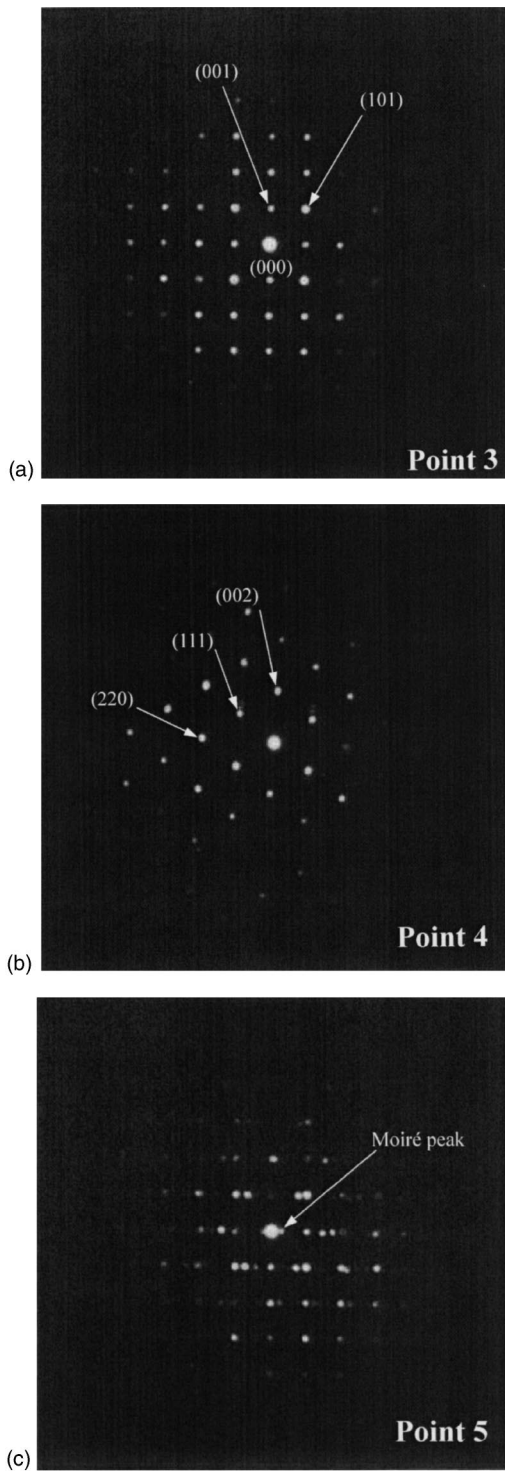 (001)
(101)
(000)
Point 3
(a)
(002)
(111)
(220)
Point 4
(b)
Moiré peak
Point 5
(c)